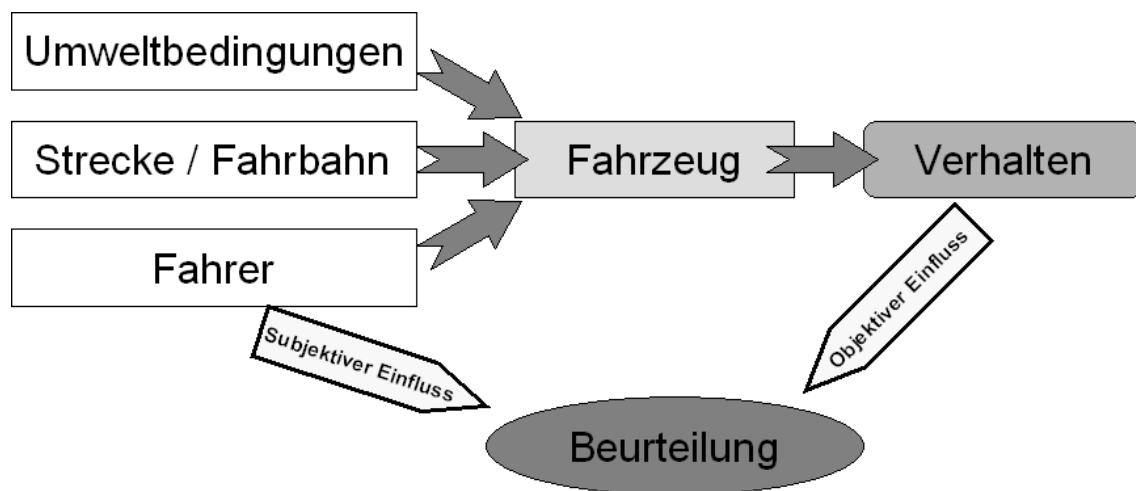 Umweltbedingungen
Strecke / Fahrbahn
Fahrzeug
Verhalten
Fahrer
Subjektiver Einfluss
Objektiver Einfluss
Beurteilung